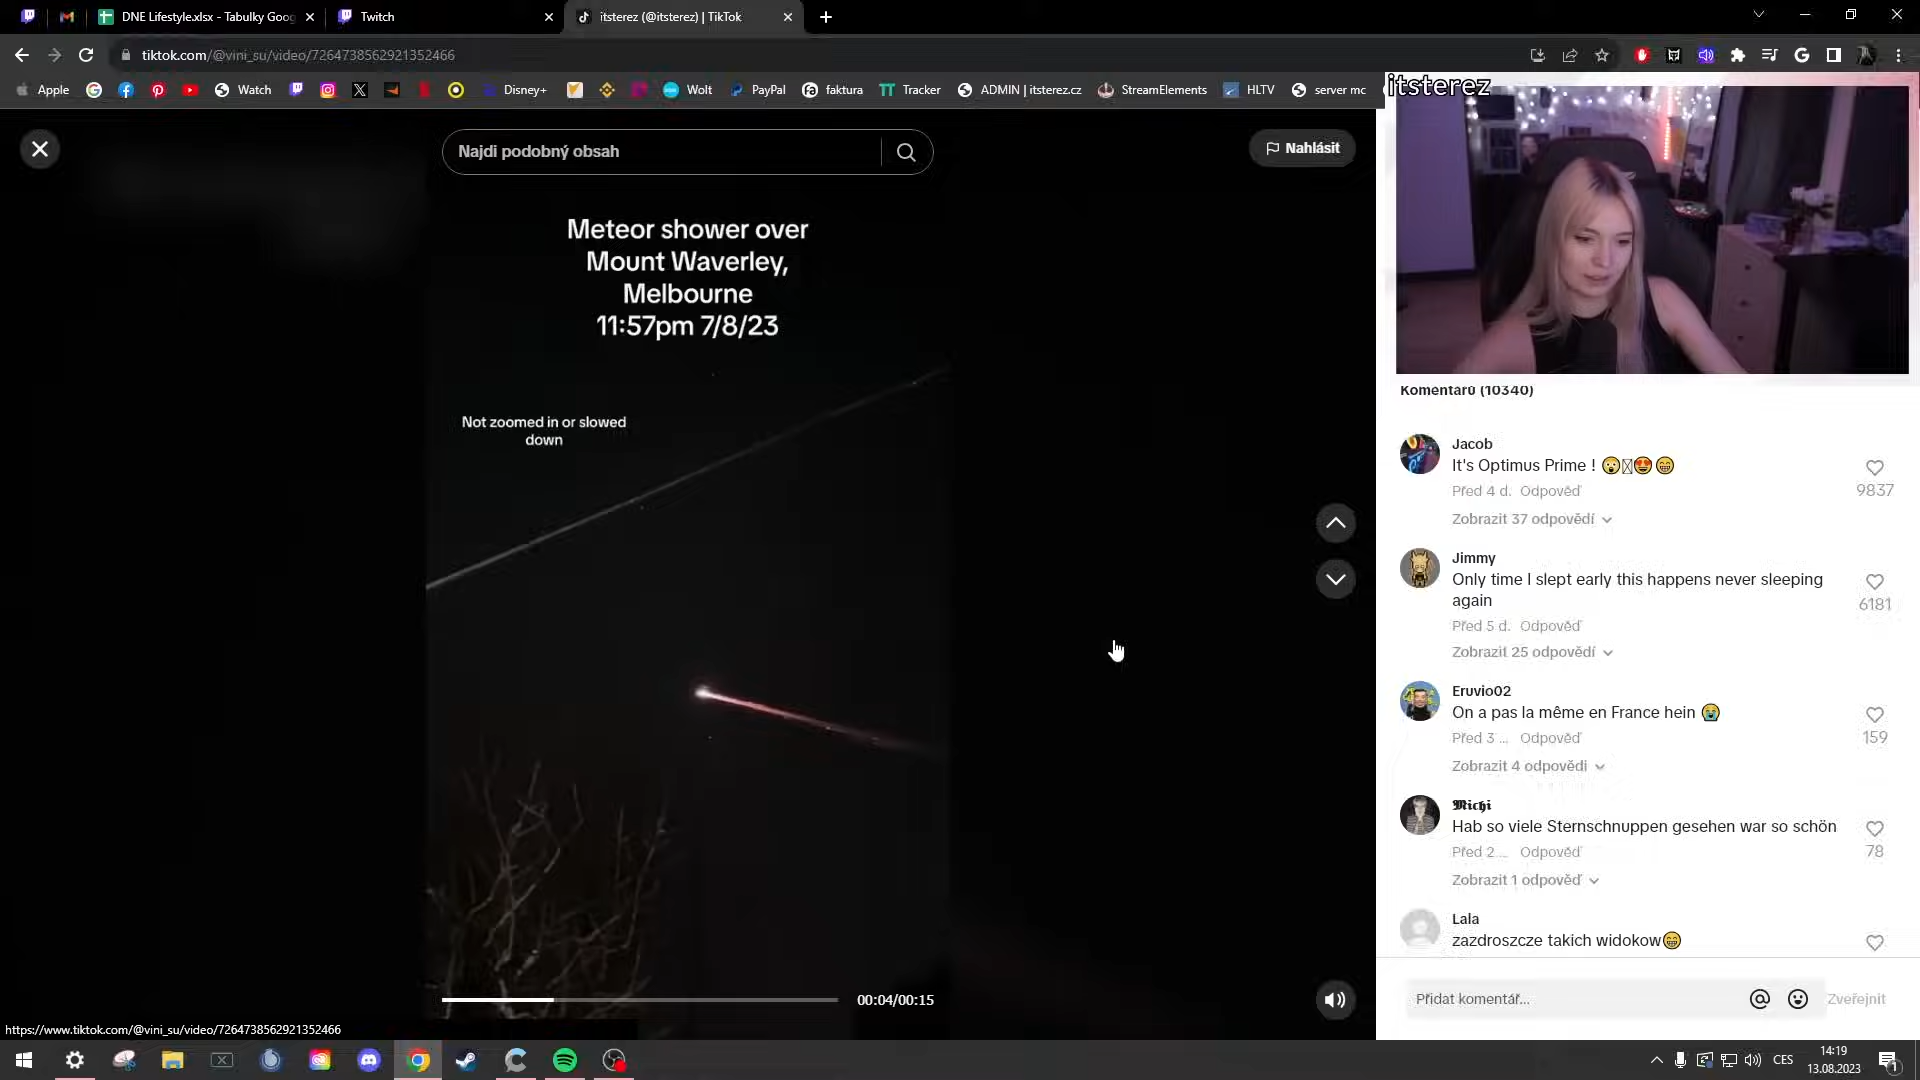 DNE Lifestyle.xlsx - Tabulky Goog
Twitch
itsterez (@itsterez) | TikTok
tiktok.com/@vini_su/video/7264738562921352466
Apple
Watch
Disney+
Wolt
PayPal
faktura
Tracker
ADMIN | itsterez.cz
StreamElements
HLTV
server mc
itsterez
Najdi podobný obsah
Nahlásit
Meteor shower over
Mount Waverley,
Melbourne
11:57pm 7/8/23
Not zoomed in or slowed
down
00:04/00:15
Komentářů (10340)
Jacob
It's Optimus Prime ! 😲😍😁
9837
Před 4 d. Odpověď
Zobrazit 37 odpovědí
Jimmy
Only time I slept early this happens never sleeping
again
6181
Před 5 d. Odpověď
Zobrazit 25 odpovědí
Eruvio02
On a pas la même en France hein 😭
159
Před 3 ... Odpověď
Zobrazit 4 odpovědi
𝕽𝖎𝖈𝖍𝖎
Hab so viele Sternschnuppen gesehen war so schön
78
Před 2 ... Odpověď
Zobrazit 1 odpověď
Lala
zazdroszcze takich widokow😁
Přidat komentář...
Zveřejnit
https://www.tiktok.com/@vini_su/video/7264738562921352466
CES
14:19
13.08.2023
1